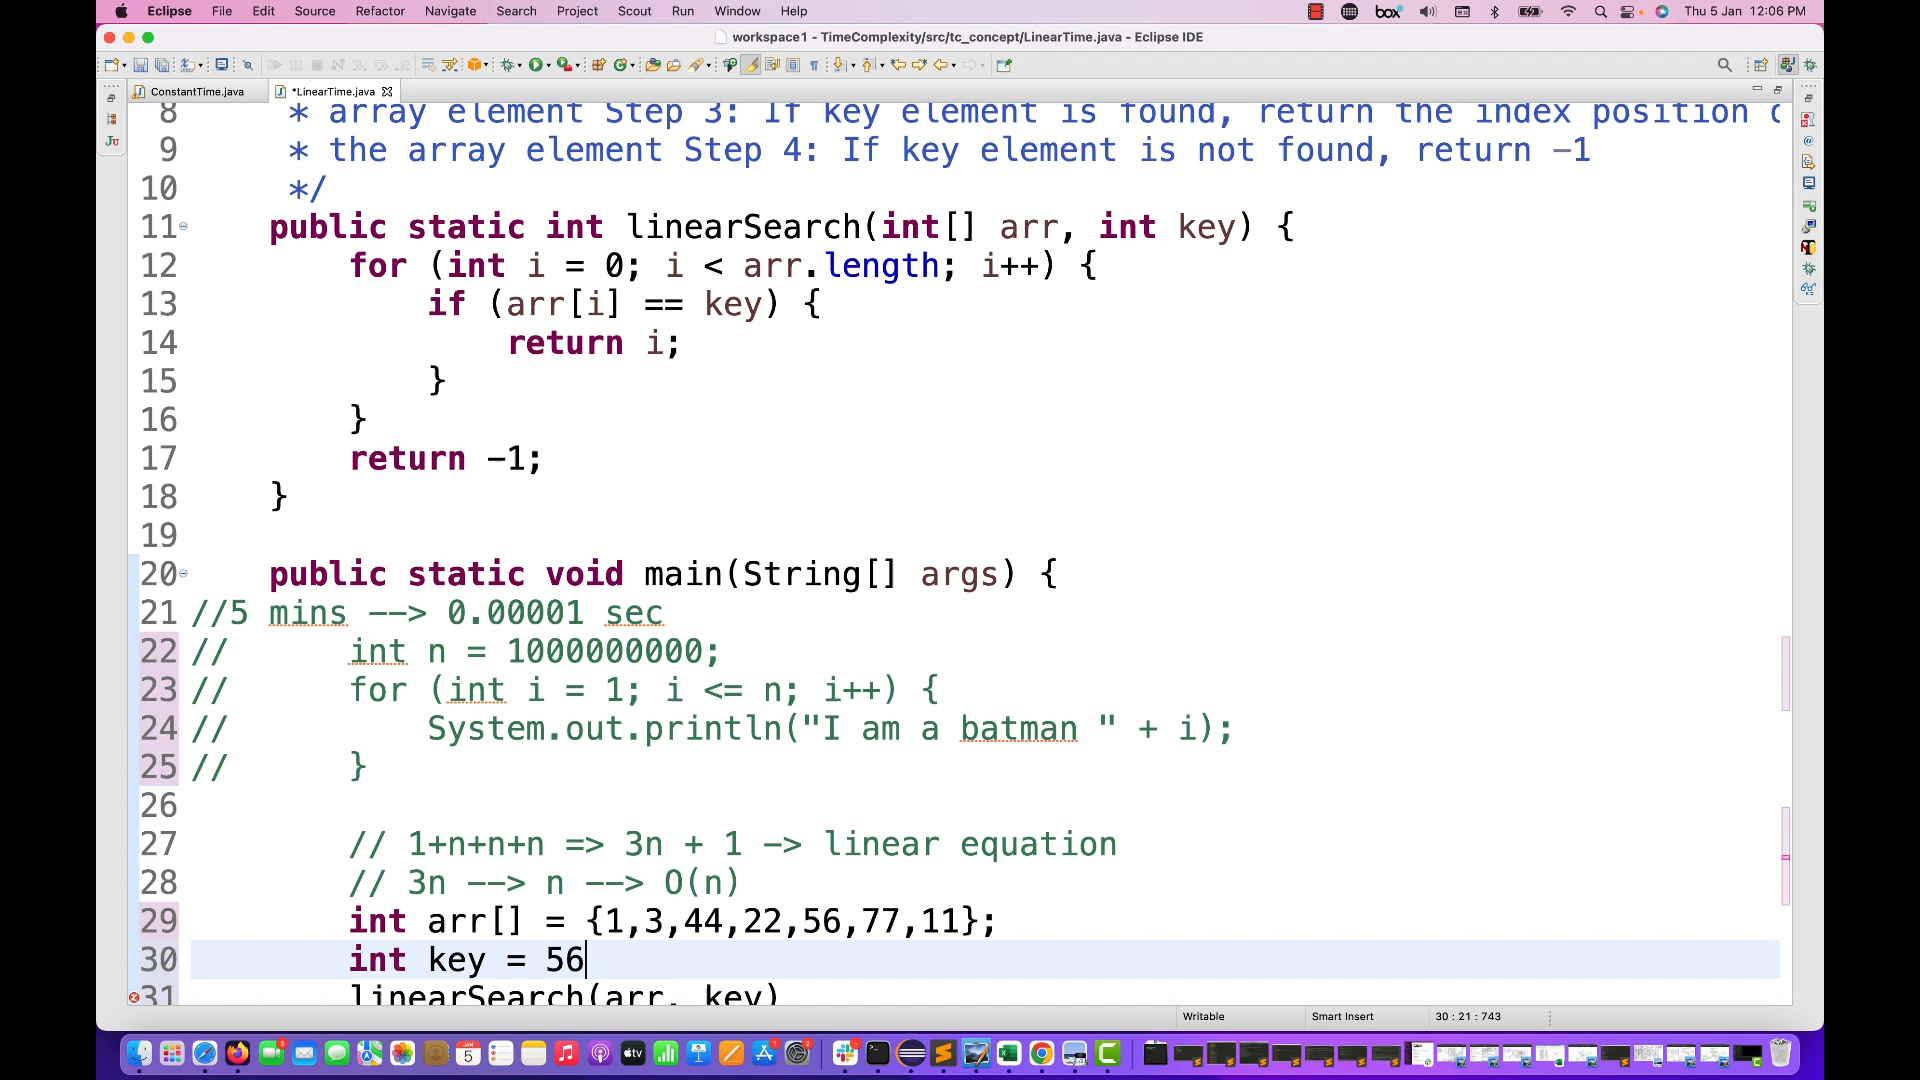 Eclipse File Edit Source Refactor Navigate Search Project Scout Run Window Help box Thu 5 Jan 12:06 PM
workspace1 - TimeComplexity/src/tc_concept/LinearTime.java - Eclipse IDE
ConstantTime.java *LinearTime.java
8 * array element Step 3: If key element is found, return the index position o
9 * the array element Step 4: If key element is not found, return -1
10 */
11 public static int linearSearch(int[] arr, int key) {
12 for (int i = 0; i < arr.length; i++) {
13 if (arr[i] == key) {
14 return i;
15 }
16 }
17 return -1;
18 }
19
20 public static void main(String[] args) {
21 //5 mins --> 0.00001 sec
22 // int n = 1000000000;
23 // for (int i = 1; i <= n; i++) {
24 // System.out.println("I am a batman " + i);
25 // }
26
27 // 1+n+n+n => 3n + 1 -> linear equation
28 // 3n --> n --> O(n)
29 int arr[] = {1,3,44,22,56,77,11};
30 int key = 56
31 linearSearch(arr, key)
Writable Smart Insert 30 : 21 : 743